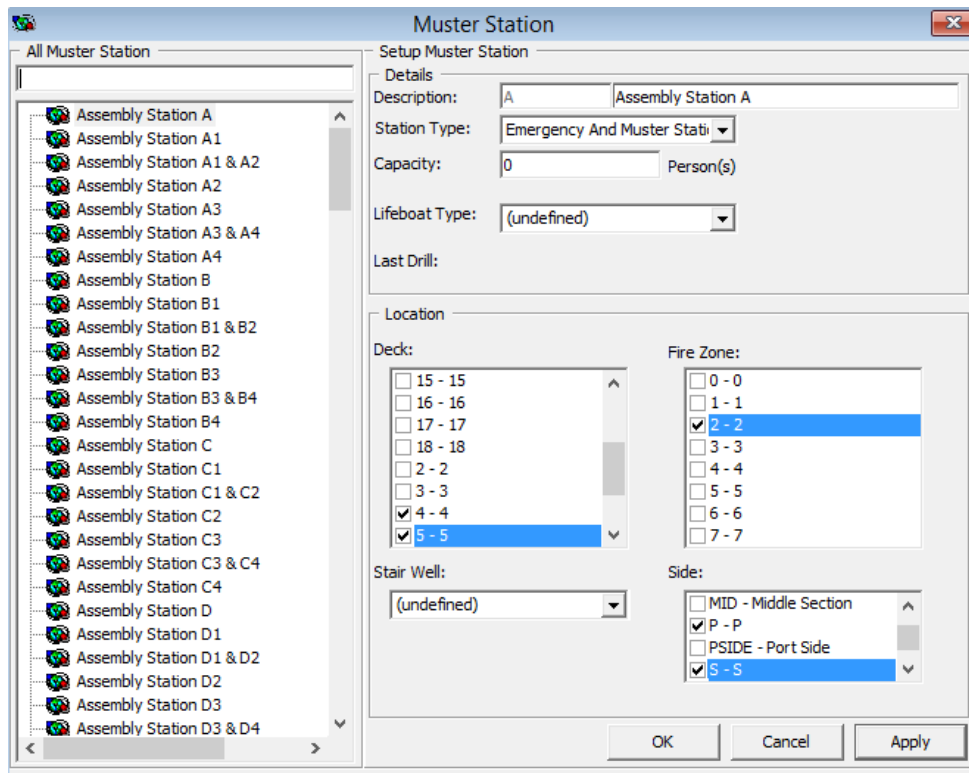 Muster Station
All Muster Station
Assembly Station A
Assembly Station A1
Assembly Station A1 & A2
Assembly Station A2
Assembly Station A3
Assembly Station A3 & A4
Assembly Station A4
Assembly Station B
Assembly Station B1
Assembly Station B1 & B2
Assembly Station B2
Assembly Station B3
Assembly Station B3 & B4
Assembly Station B4
Assembly Station C
Assembly Station C1
Assembly Station C1 & C2
Assembly Station C2
Assembly Station C3
Assembly Station C3 & C4
Assembly Station C4
Assembly Station D
Assembly Station D1
Assembly Station D1 & D2
Assembly Station D2
Assembly Station D3
Assembly Station D3 & D4
Setup Muster Station
Details
Description: A Assembly Station A
Station Type: Emergency And Muster Stati
Capacity: 0 Person(s)
Lifeboat Type: (undefined)
Last Drill:
Location
Deck:
15 - 15
16 - 16
17 - 17
18 - 18
2 - 2
3 - 3
4 - 4
5 - 5
Fire Zone:
0 - 0
1 - 1
2 - 2
3 - 3
4 - 4
5 - 5
6 - 6
7 - 7
Stair Well:
(undefined)
Side:
MID - Middle Section
P - P
PSIDE - Port Side
S - S
OK Cancel Apply